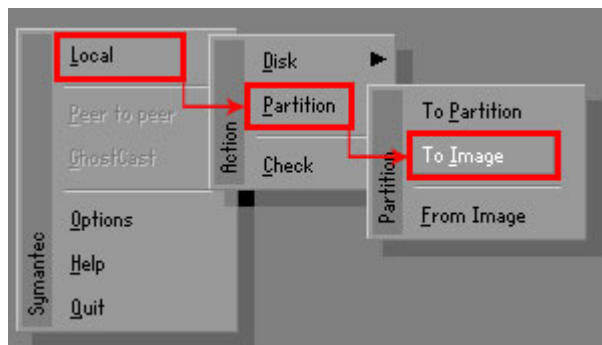 Local
Peer to peer
GhostCast
Options
Help
Quit
Symantec
Disk
Partition
Check
Action
To Partition
To Image
From Image
Partition